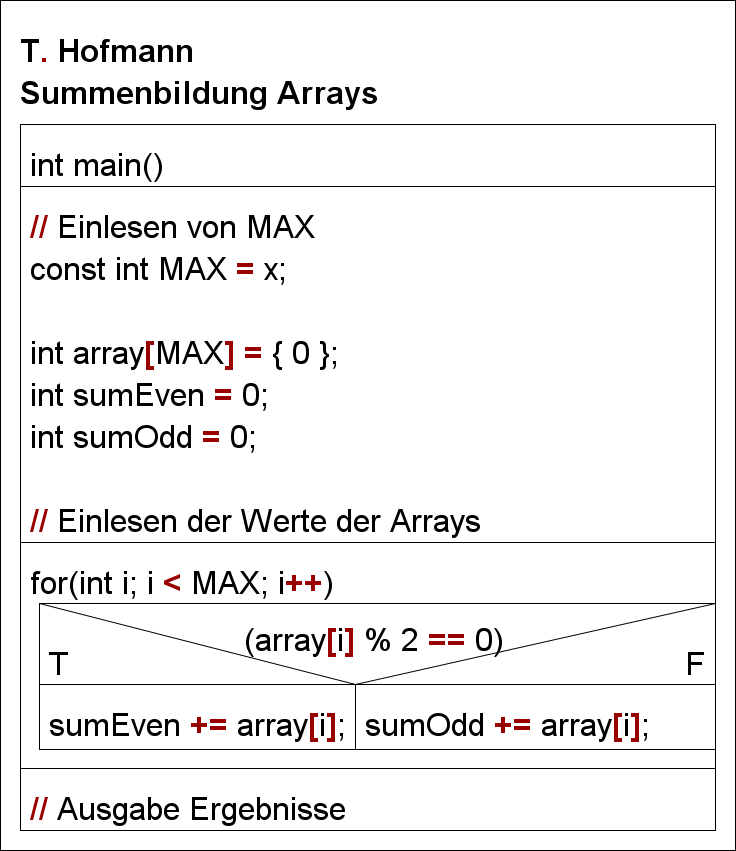 T. Hofmann
Summenbildung Arrays
int main()
// Einlesen von MAX
const int MAX = x;
int array[MAX] = { 0 };
int sumEven = 0;
int sumOdd = 0;
// Einlesen der Werte der Arrays
for(int i; i < MAX; i++)
(array[i] % 2 == 0)
T
F
sumEven += array[i];
sumOdd += array[i];
// Ausgabe Ergebnisse